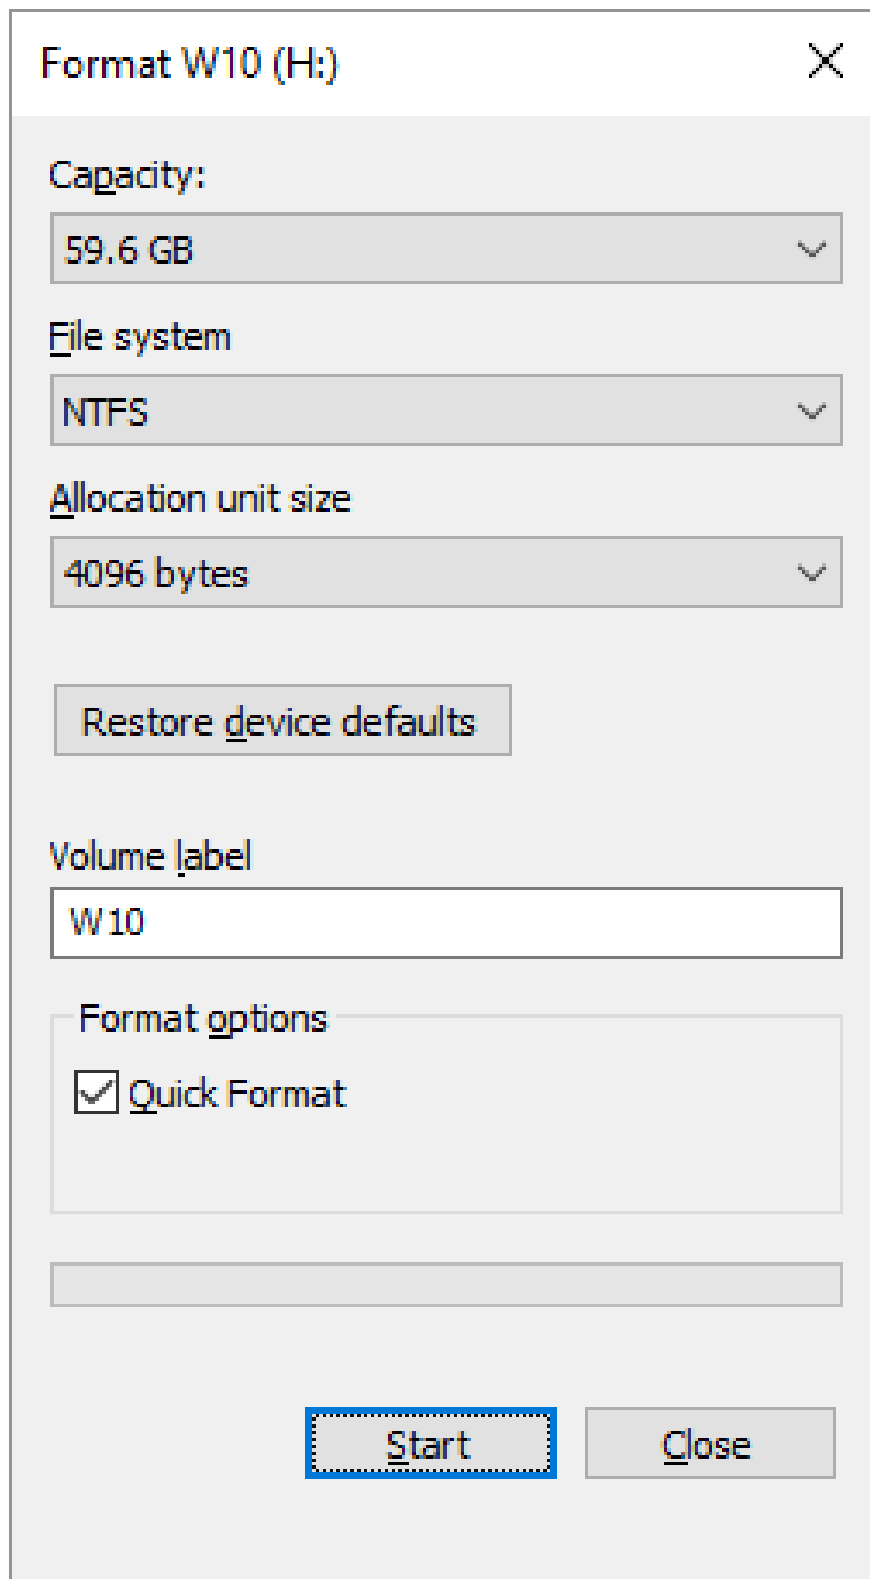 Format W10 (H:)
Capacity:
59.6 GB
File system
NTFS
Allocation unit size
4096 bytes
Restore device defaults
Volume label
W10
Format options
Quick Format
Start
Close